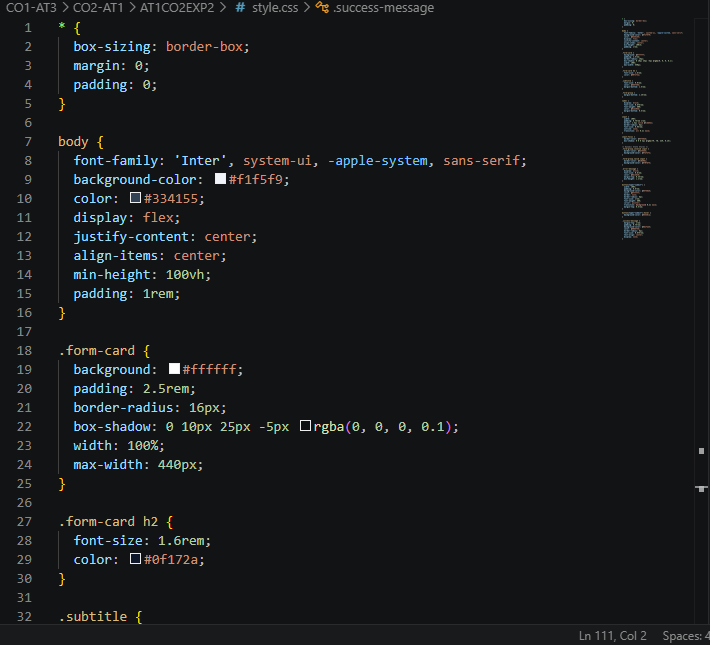 CO1-AT3 > CO2-AT1 > AT1CO2EXP2 > # style.css > .success-message
1 * {
2 box-sizing: border-box;
3 margin: 0;
4 padding: 0;
5 }
6
7 body {
8 font-family: 'Inter', system-ui, -apple-system, sans-serif;
9 background-color: #f1f5f9;
10 color: #334155;
11 display: flex;
12 justify-content: center;
13 align-items: center;
14 min-height: 100vh;
15 padding: 1rem;
16 }
17
18 .form-card {
19 background: #ffffff;
20 padding: 2.5rem;
21 border-radius: 16px;
22 box-shadow: 0 10px 25px -5px rgba(0, 0, 0, 0.1);
23 width: 100%;
24 max-width: 440px;
25 }
26
27 .form-card h2 {
28 font-size: 1.6rem;
29 color: #0f172a;
30 }
31
32 .subtitle {
Ln 111, Col 2 Spaces: 4